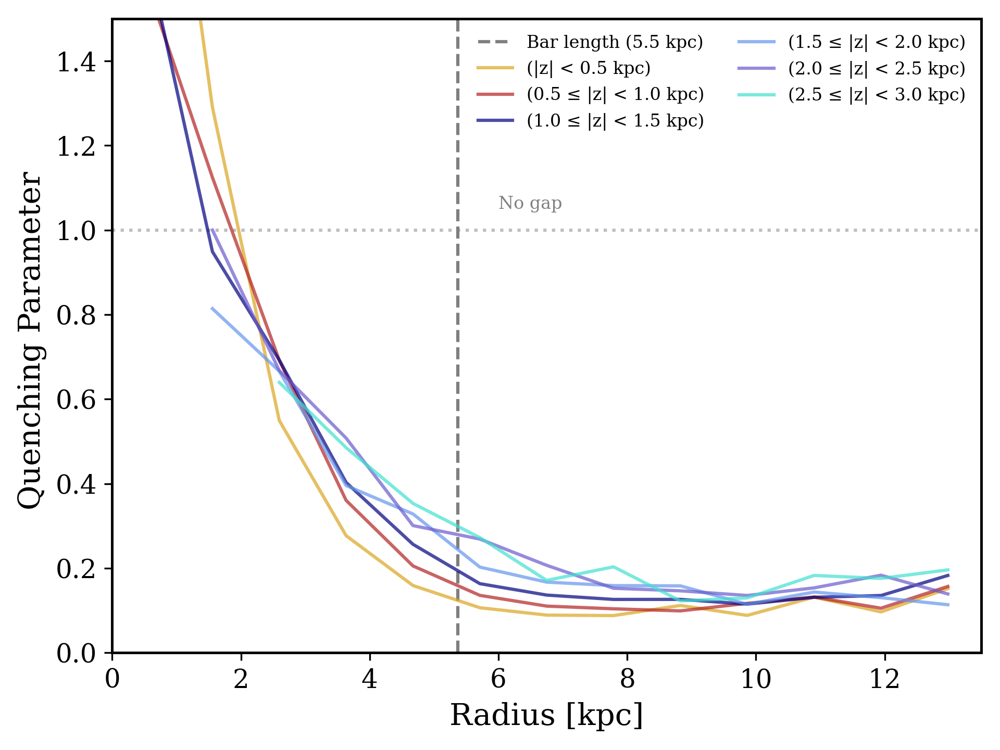 Bar length (5.5 kpc)
(|z| < 0.5 kpc)
(0.5 ≤ |z| < 1.0 kpc)
(1.0 ≤ |z| < 1.5 kpc)
(1.5 ≤ |z| < 2.0 kpc)
(2.0 ≤ |z| < 2.5 kpc)
(2.5 ≤ |z| < 3.0 kpc)
No gap
Quenching Parameter
1.4
1.2
1.0
0.8
0.6
0.4
0.2
0.0
0 2 4 6 8 10 12
Radius [kpc]